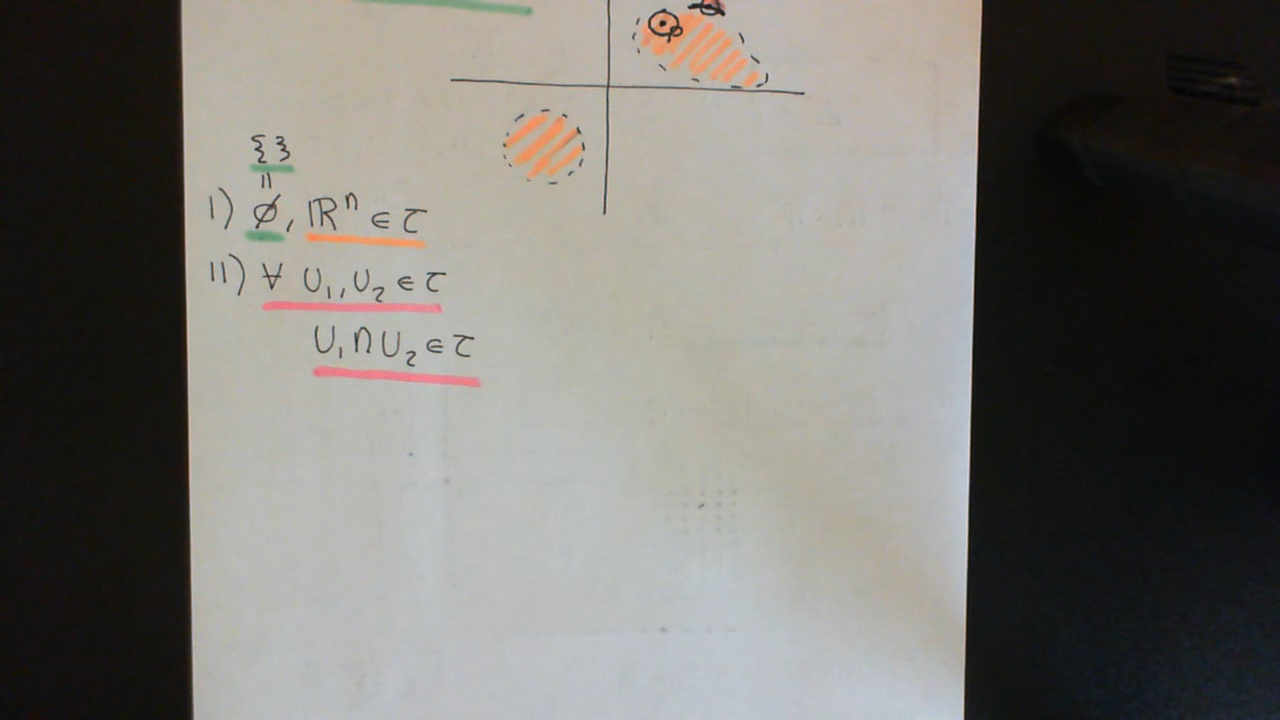 p
{ }
=
I) ∅, ℝⁿ ∈ τ
II) ∀ U₁, U₂ ∈ τ
U₁ ∩ U₂ ∈ τ